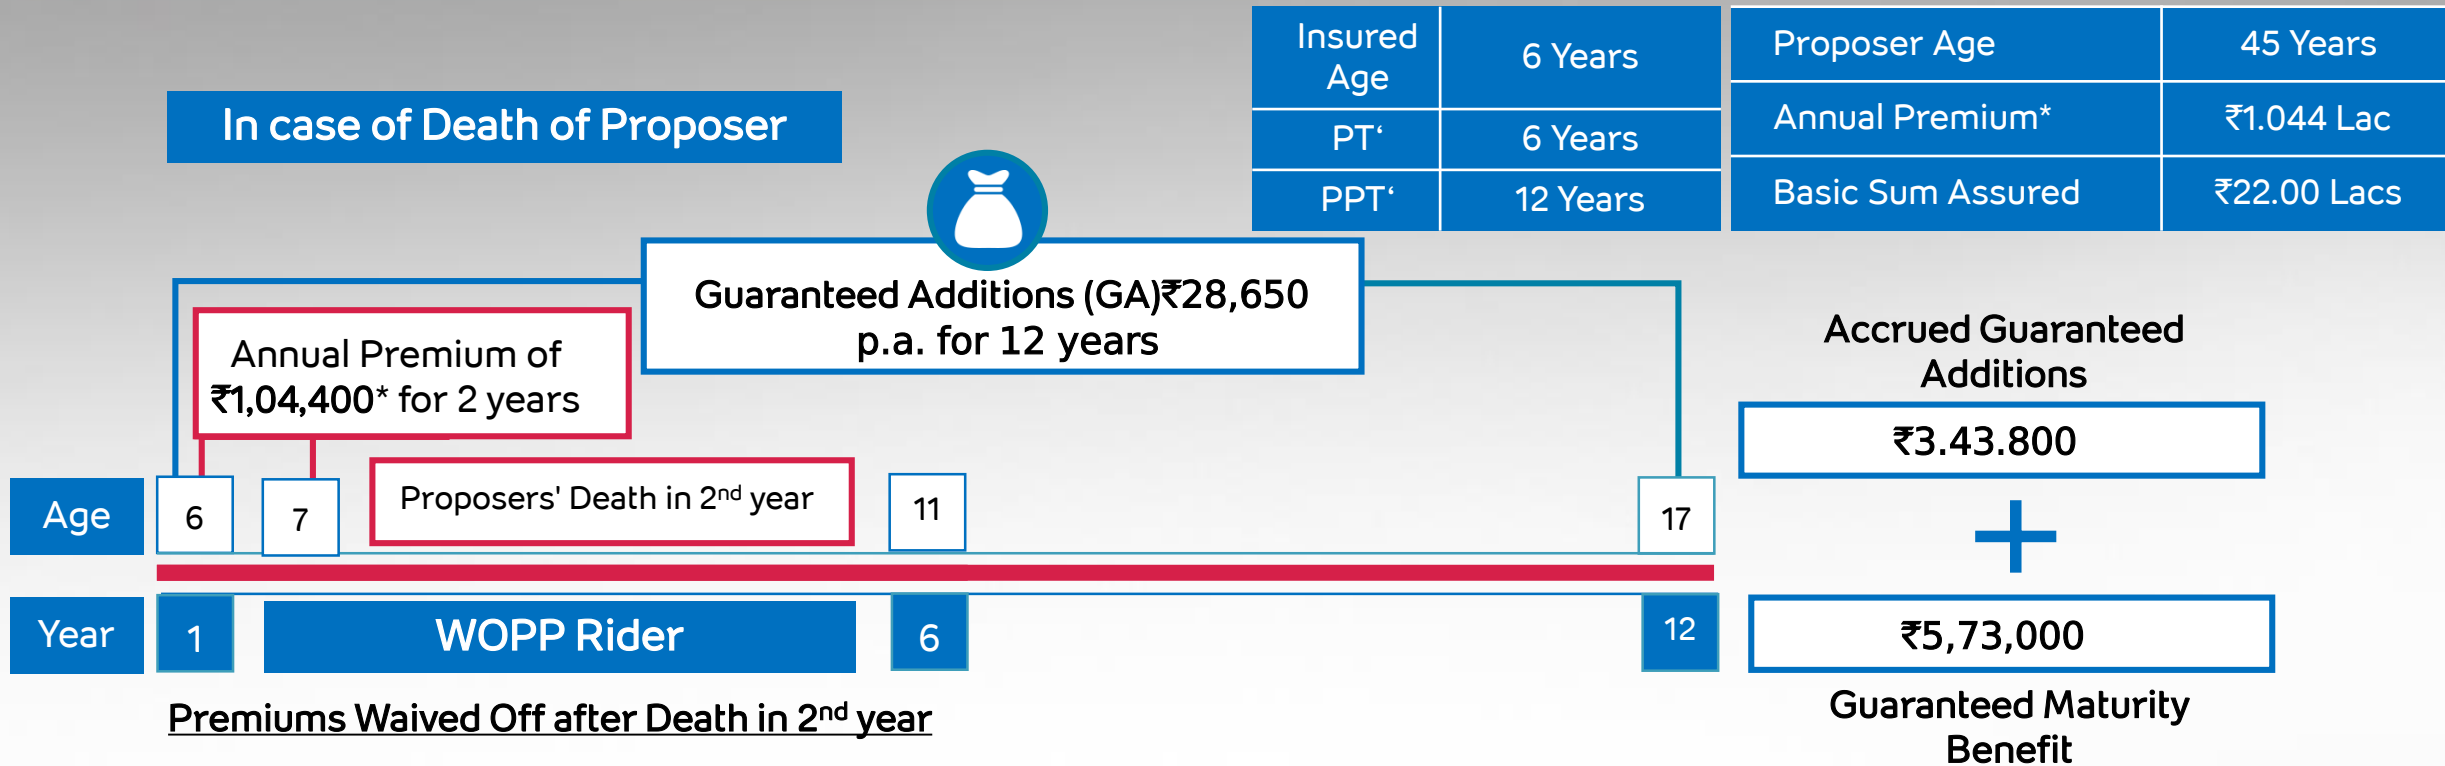 In case of Death of Proposer
Insured
Age
6 Years
PT‘
6 Years
PPT‘
12 Years
Proposer Age
45 Years
Annual Premium*
₹1.044 Lac
Basic Sum Assured
₹22.00 Lacs
Guaranteed Additions (GA)₹28,650
p.a. for 12 years
Annual Premium of
₹1,04,400* for 2 years
Proposers' Death in 2nd year
Age
6
7
11
17
Year
1
WOPP Rider
6
12
Premiums Waived Off after Death in 2nd year
Accrued Guaranteed
Additions
₹3.43.800
+
₹5,73,000
Guaranteed Maturity
Benefit